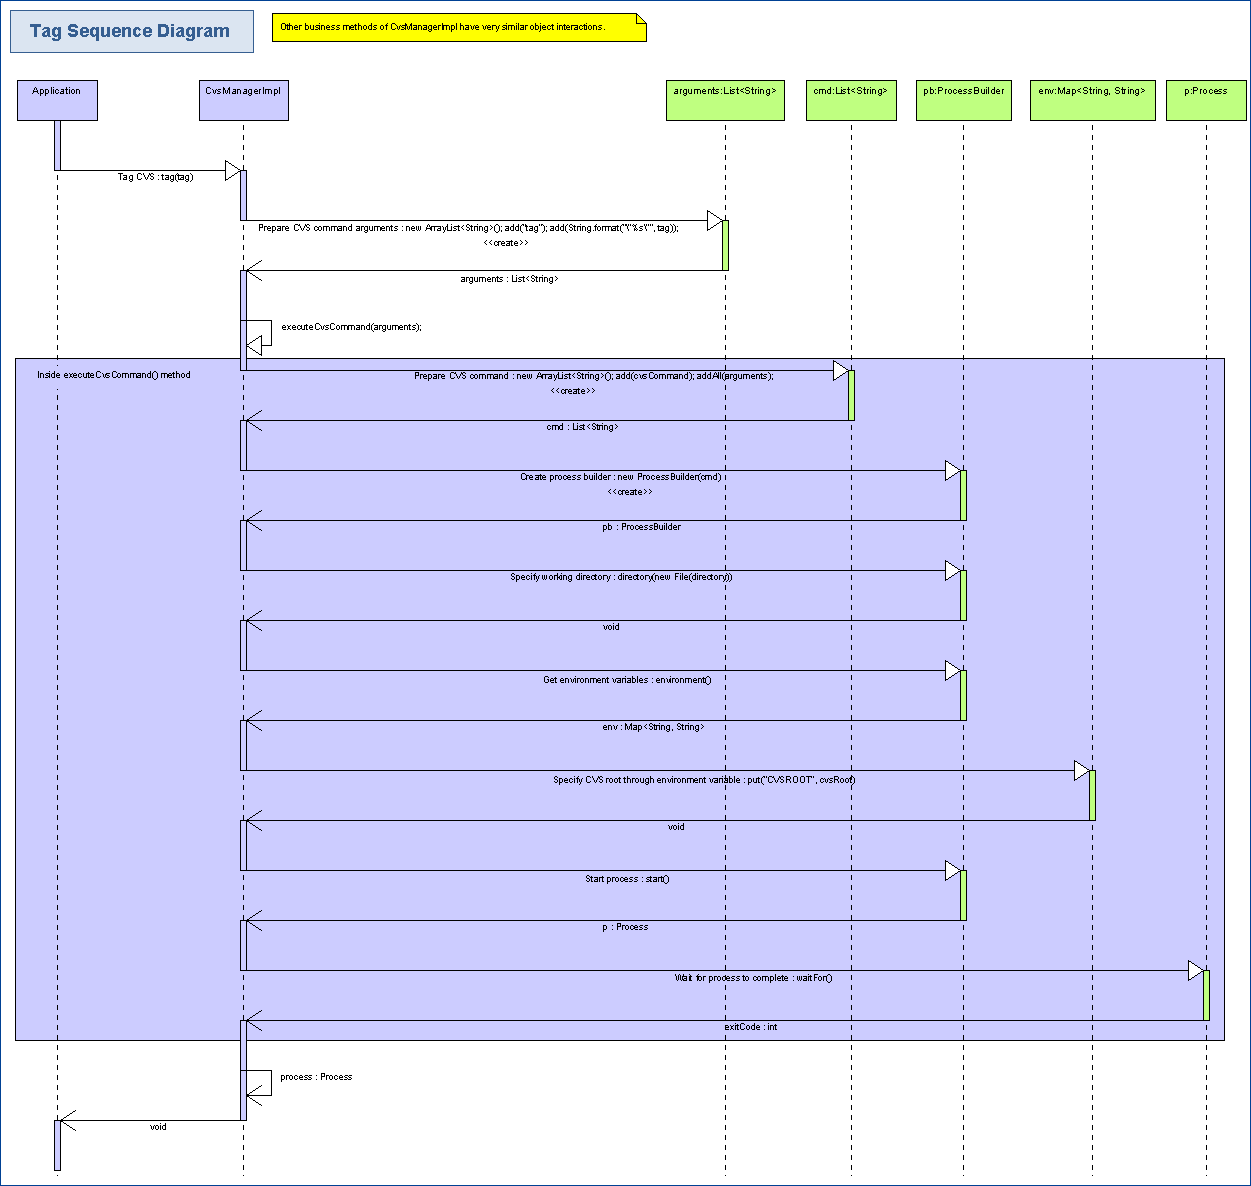 Tag Sequence Diagram
Other business methods of CvsManagerImpl have very similar object interactions.
Application
CvsManagerImpl
arguments:List<String>
cmd:List<String>
pb:ProcessBuilder
env:Map<String, String>
p:Process
Tag CVS : tag(tag)
Prepare CVS command arguments : new ArrayList<String>(); add("tag"); add(String.format("\"%s\"", tag));
<<create>>
arguments : List<String>
executeCvsCommand(arguments);
Inside executeCvsCommand() method
Prepare CVS command : new ArrayList<String>(); add(cvsCommand); addAll(arguments);
<<create>>
cmd : List<String>
Create process builder : new ProcessBuilder(cmd)
<<create>>
pb : ProcessBuilder
Specify working directory : directory(new File(directory))
void
Get environment variables : environment()
env : Map<String, String>
Specify CVS root through environment variable : put("CVSROOT", cvsRoot)
void
Start process : start()
p : Process
Wait for process to complete : waitFor()
exitCode : int
process : Process
void